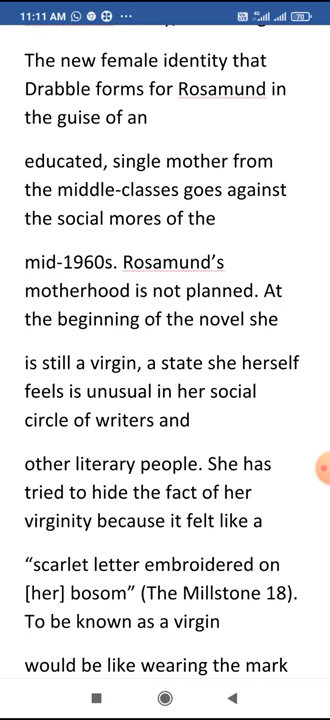 11:11 AM
4G
70
The new female identity that
Drabble forms for Rosamund in
the guise of an
educated, single mother from
the middle-classes goes against
the social mores of the
mid-1960s. Rosamund’s
motherhood is not planned. At
the beginning of the novel she
is still a virgin, a state she herself
feels is unusual in her social
circle of writers and
other literary people. She has
tried to hide the fact of her
virginity because it felt like a
“scarlet letter embroidered on
[her] bosom” (The Millstone 18).
To be known as a virgin
would be like wearing the mark